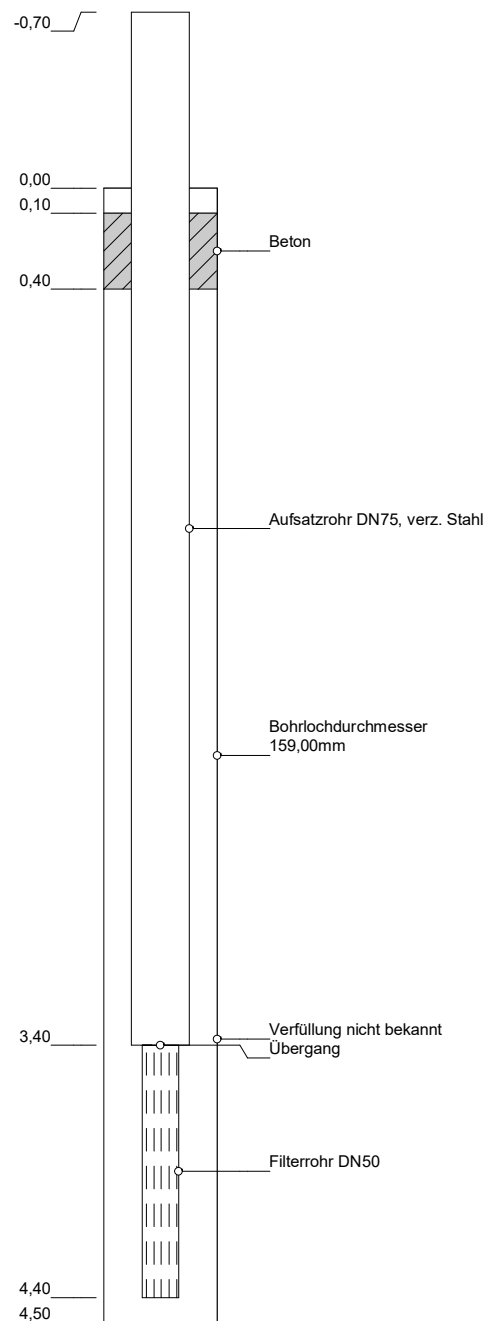 -0,70
0,00
0,10
Beton
0,40
Aufsatzrohr DN75, verz. Stahl
Bohrlochdurchmesser
159,00mm
Verfüllung nicht bekannt
3,40
Übergang
Filterrohr DN50
4,40
4,50